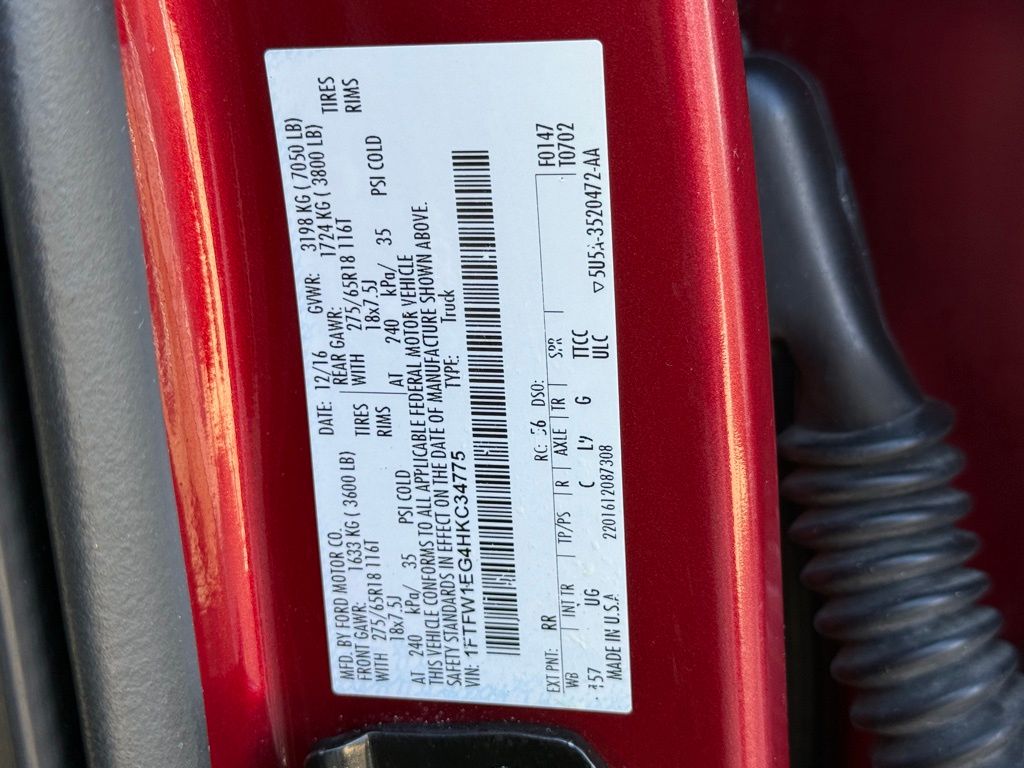 MFD. BY FORD MOTOR CO.
DATE: 12/16 GVWR: 3198 KG ( 7050 LB)
FRONT GAWR: 1633 KG ( 3600 LB)
REAR GAWR: 1724 KG ( 3800 LB)
WITH 275/65R18 116T TIRES
WITH 275/65R18 116T TIRES
18x7.5J RIMS
18x7.5J RIMS
AT 240 kPa/ 35 PSI COLD
AT 240 kPa/ 35 PSI COLD
THIS VEHICLE CONFORMS TO ALL APPLICABLE FEDERAL MOTOR VEHICLE
SAFETY STANDARDS IN EFFECT ON THE DATE OF MANUFACTURE SHOWN ABOVE.
VIN: 1FTFW1EG4HKC34775 TYPE: Truck
EXT PNT: RR RC: 56 DSO: F0147
WB INT TR TP/PS R AXLE TR SPR T0702
157 UG C L9 G TTCC
ULC ▽5U5A-3520472-AA
MADE IN U.S.A. 2201612087308